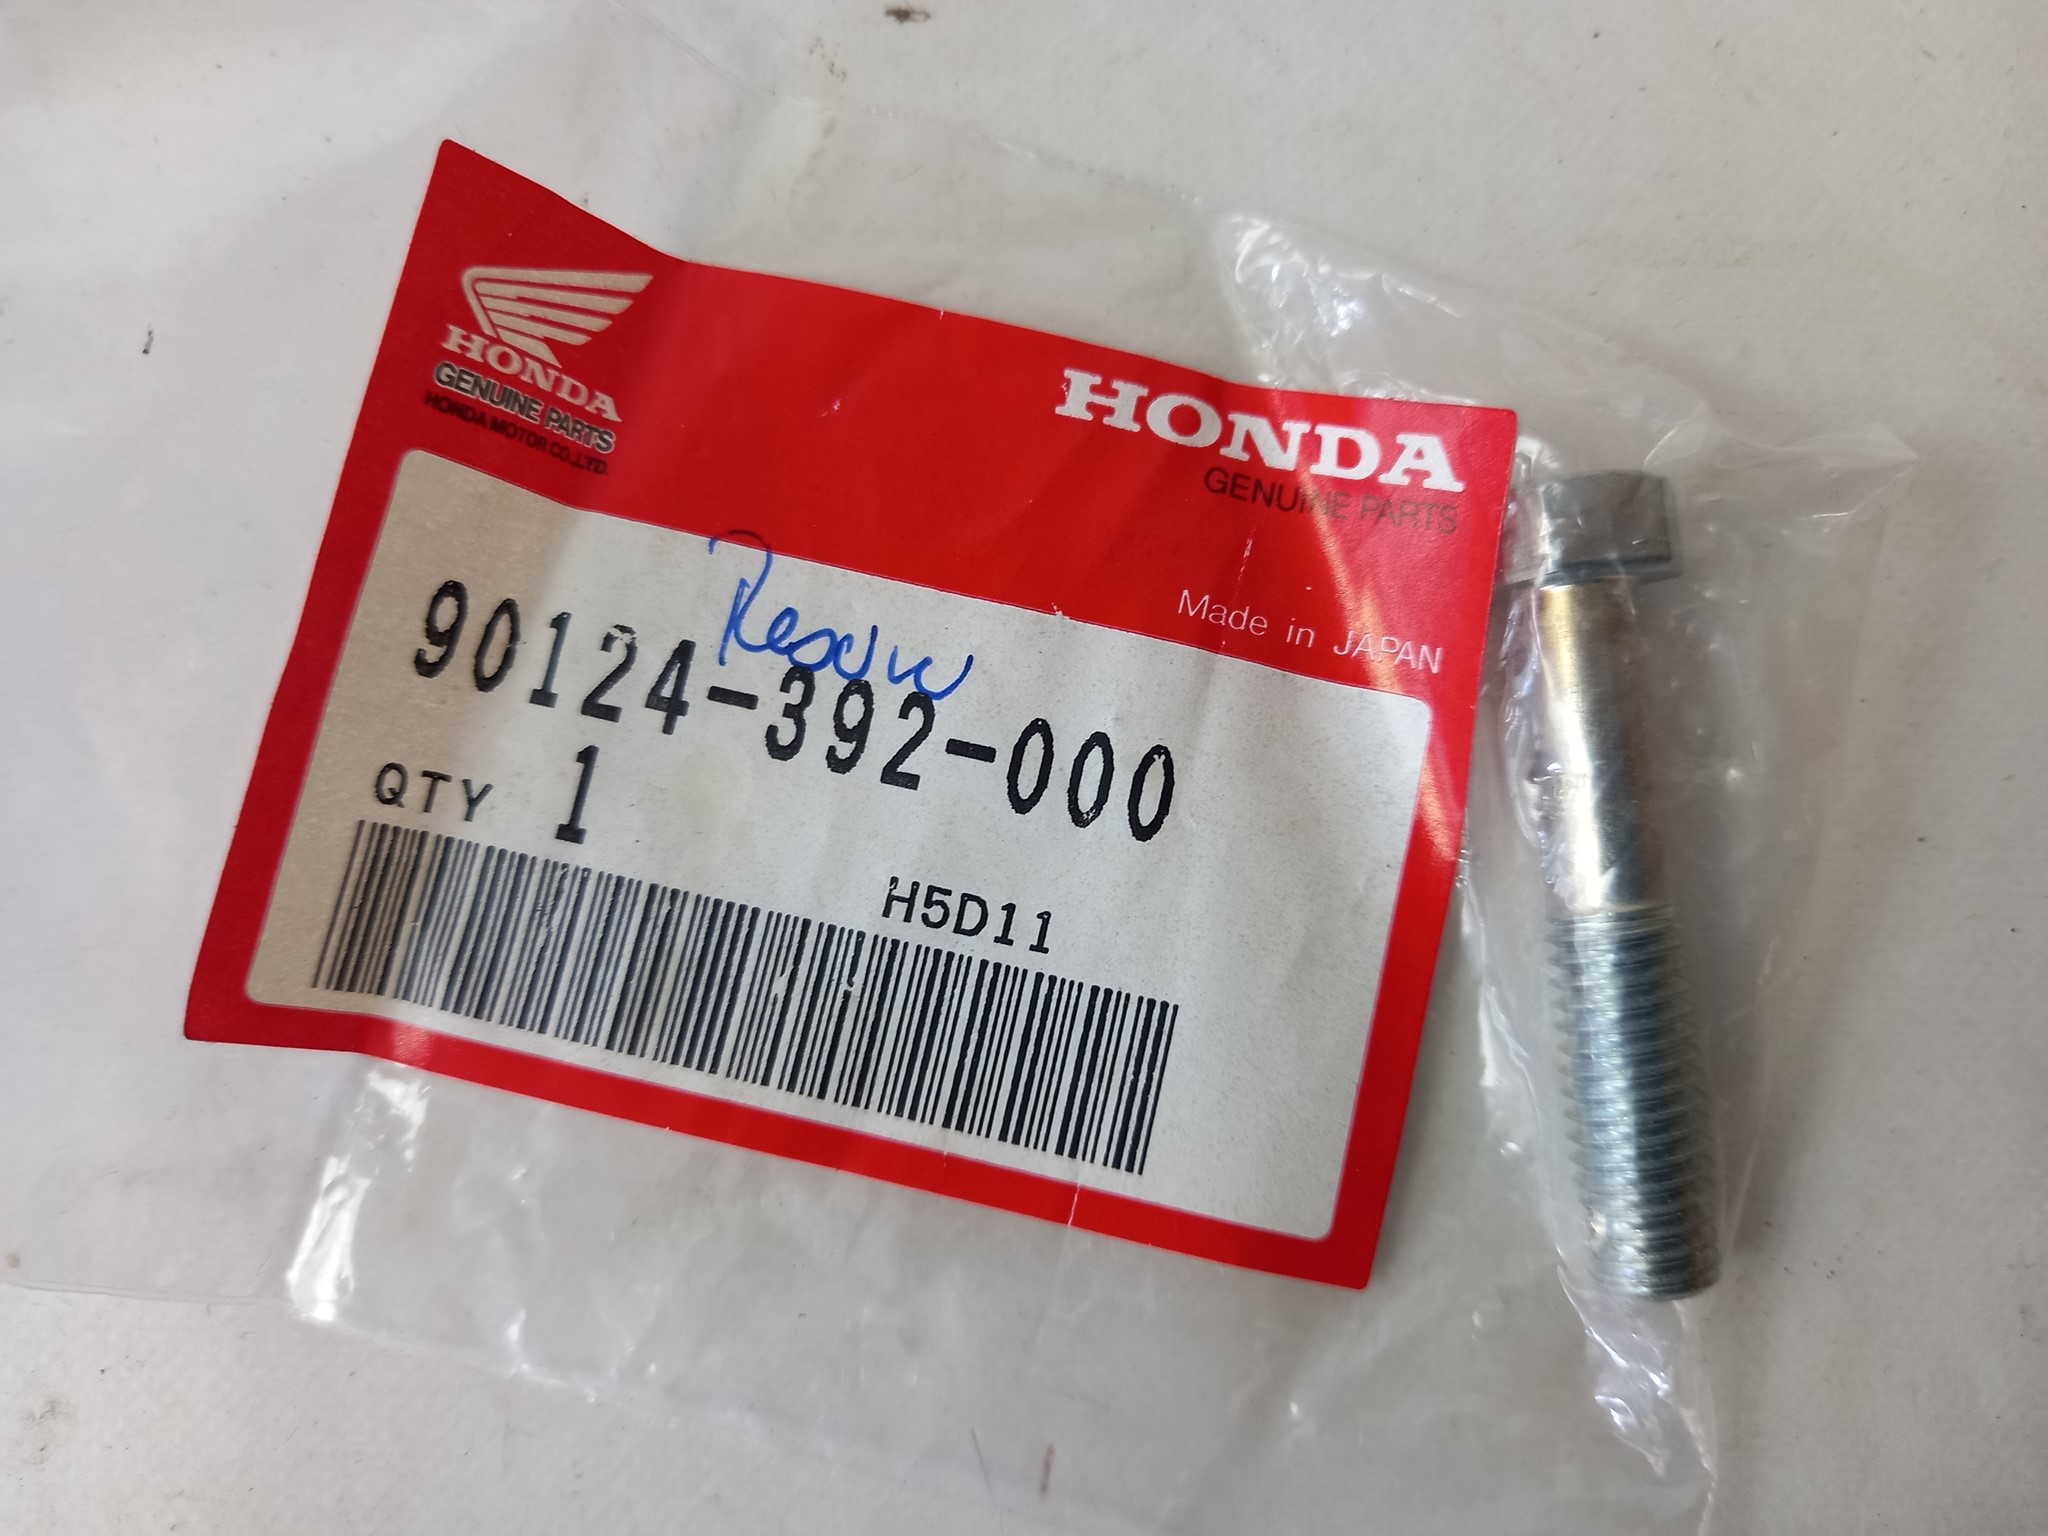 HONDA
GENUINE PARTS
HONDA MOTOR CO.,LTD.
HONDA
GENUINE PARTS
Made in JAPAN
90124-392-000
QTY 1
H5D11